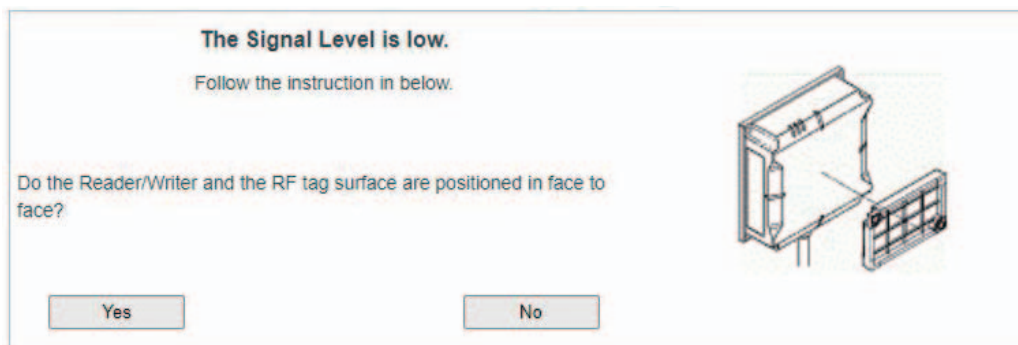 The Signal Level is low.
Follow the instruction in below.
Do the Reader/Writer and the RF tag surface are positioned in face to
face?
Yes
No